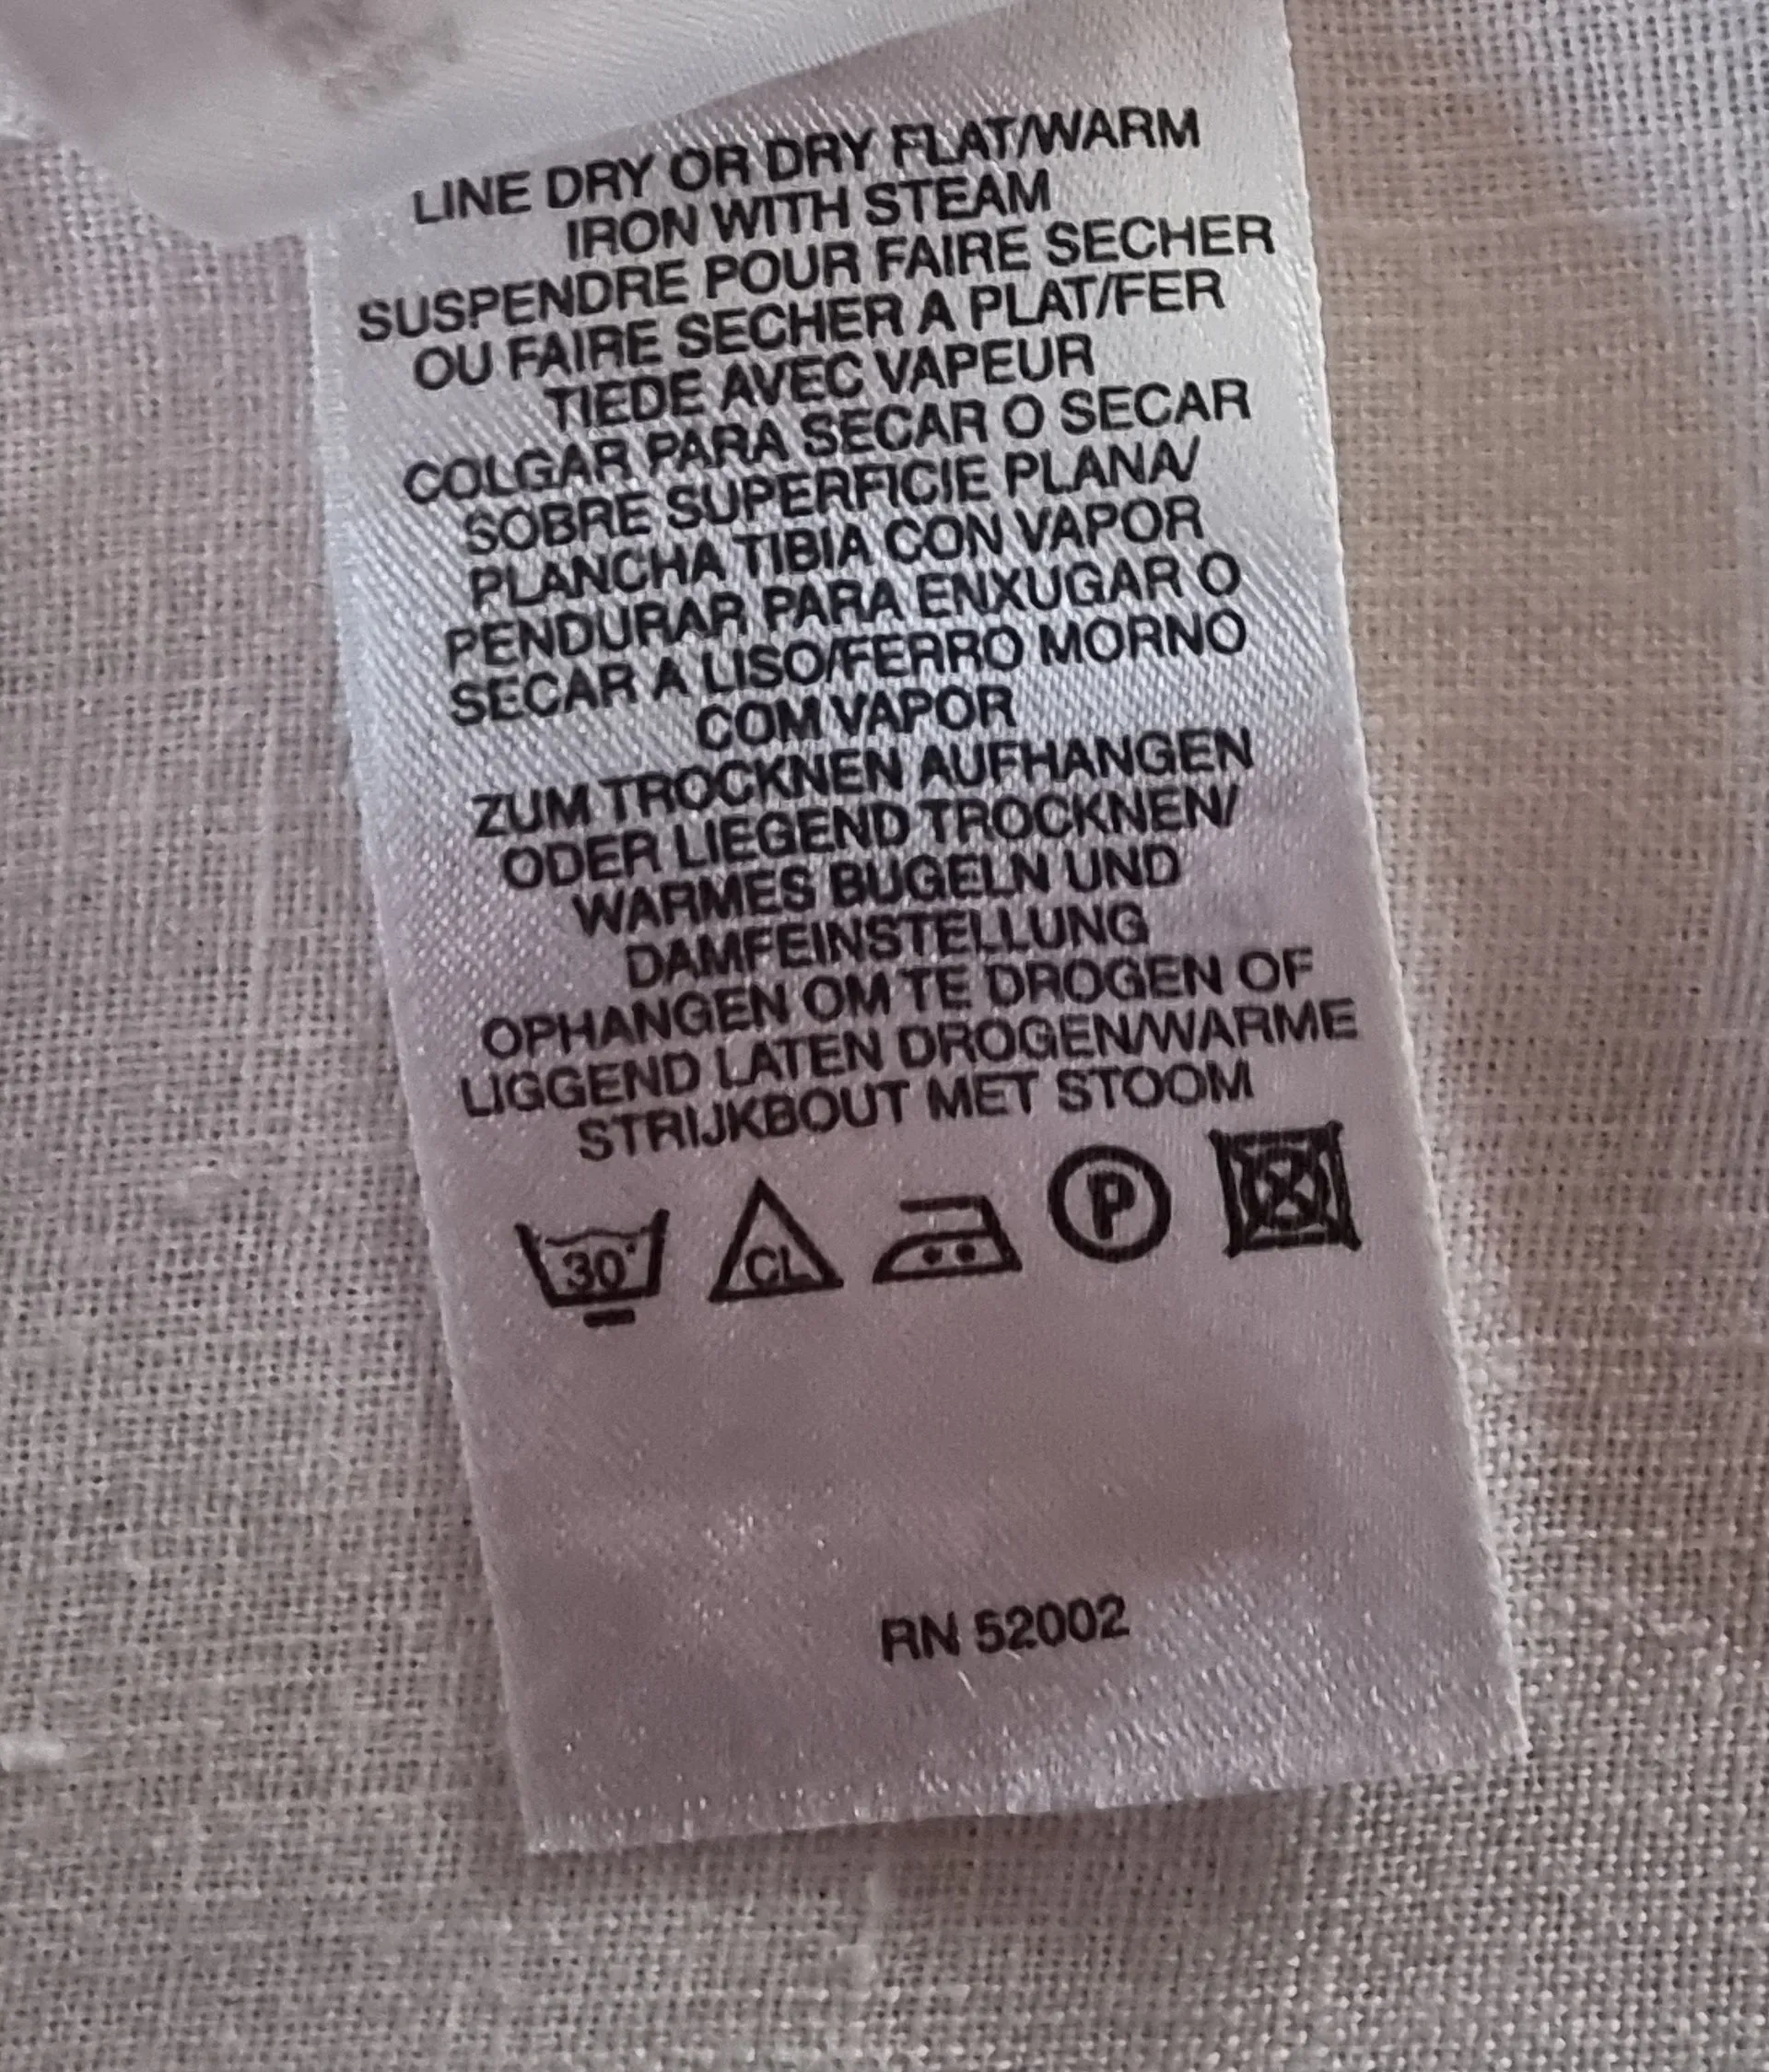 LINE DRY OR DRY FLAT/WARM
IRON WITH STEAM
SUSPENDRE POUR FAIRE SECHER
OU FAIRE SECHER A PLAT/FER
TIEDE AVEC VAPEUR
COLGAR PARA SECAR O SECAR
SOBRE SUPERFICIE PLANA/
PLANCHA TIBIA CON VAPOR
PENDURAR PARA ENXUGAR O
SECAR A LISO/FERRO MORNO
COM VAPOR
ZUM TROCKNEN AUFHANGEN
ODER LIEGEND TROCKNEN/
WARMES BUGELN UND
DAMFEINSTELLUNG
OPHANGEN OM TE DROGEN OF
LIGGEND LATEN DROGEN/WARME
STRIJKBOUT MET STOOM
30° CL P
RN 52002